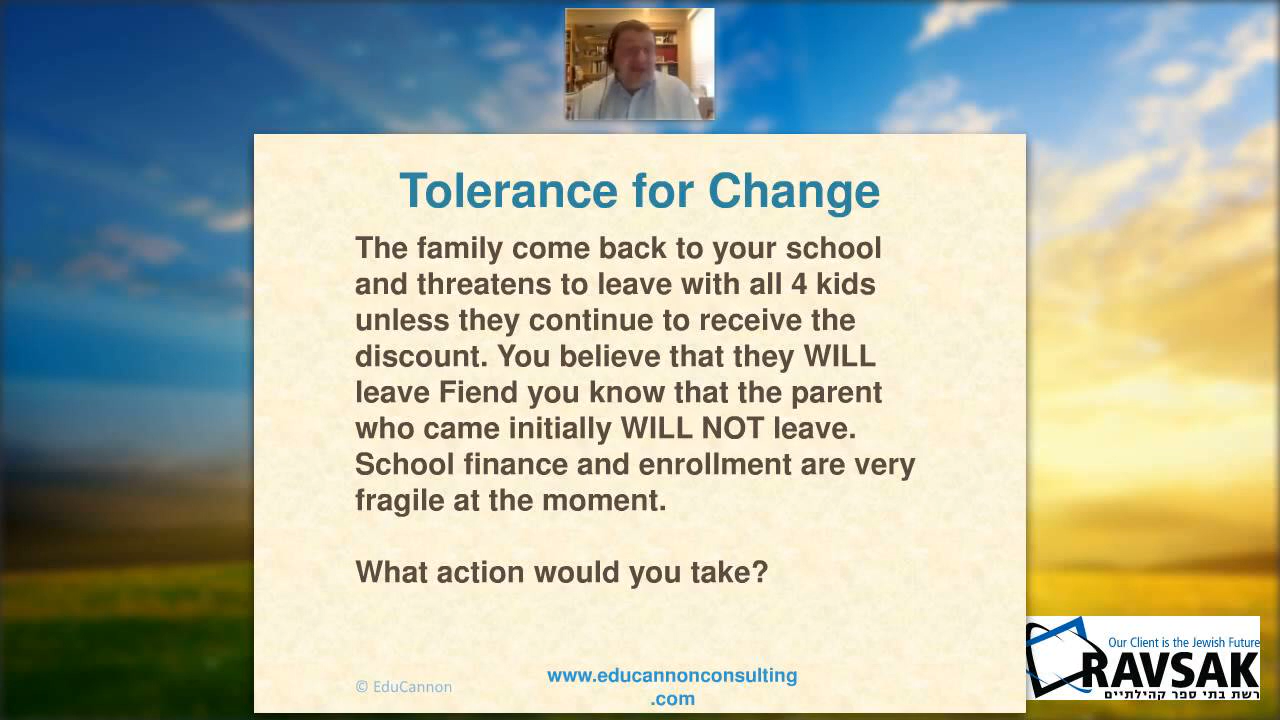 Tolerance for Change
The family come back to your school
and threatens to leave with all 4 kids
unless they continue to receive the
discount. You believe that they WILL
leave Fiend you know that the parent
who came initially WILL NOT leave.
School finance and enrollment are very
fragile at the moment.
What action would you take?
© EduCannon
www.educannonconsulting
.com
Our Client is the Jewish Future
RAVSAK
רשת בתי ספר קהילתיים